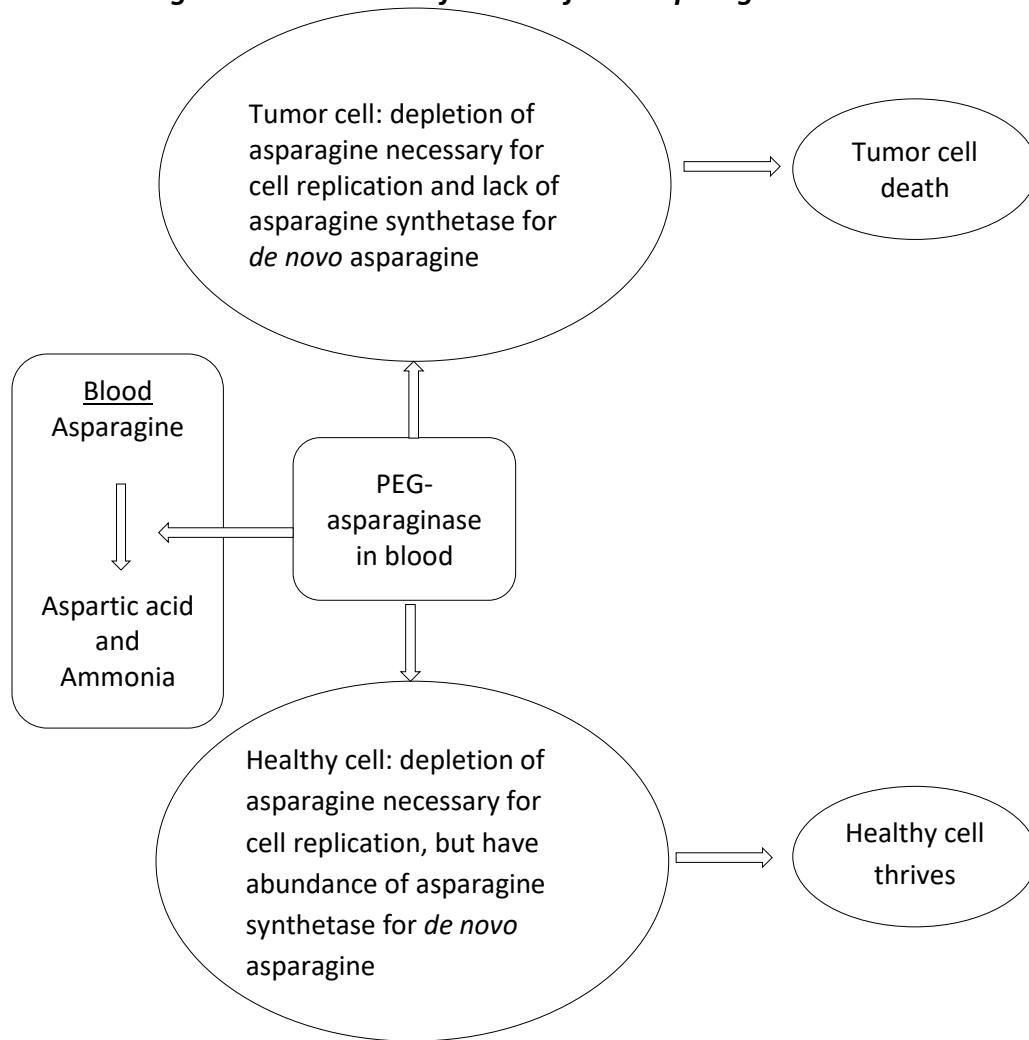 Tumor cell: depletion of
asparagine necessary for
cell replication and lack of
asparagine synthetase for
de novo asparagine
Tumor cell
death
Blood
Asparagine
Aspartic acid
and
Ammonia
PEG-
asparaginase
in blood
Healthy cell: depletion of
asparagine necessary for
cell replication, but have
abundance of asparagine
synthetase for de novo
asparagine
Healthy cell
thrives